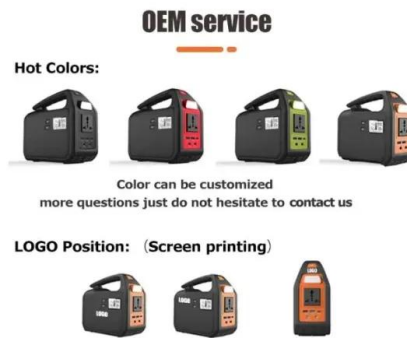 OEM service
Hot Colors:
Color can be customized
more questions just do not hesitate to contact us
LOGO Position: (Screen printing)
LOGO
LOGO
LOGO